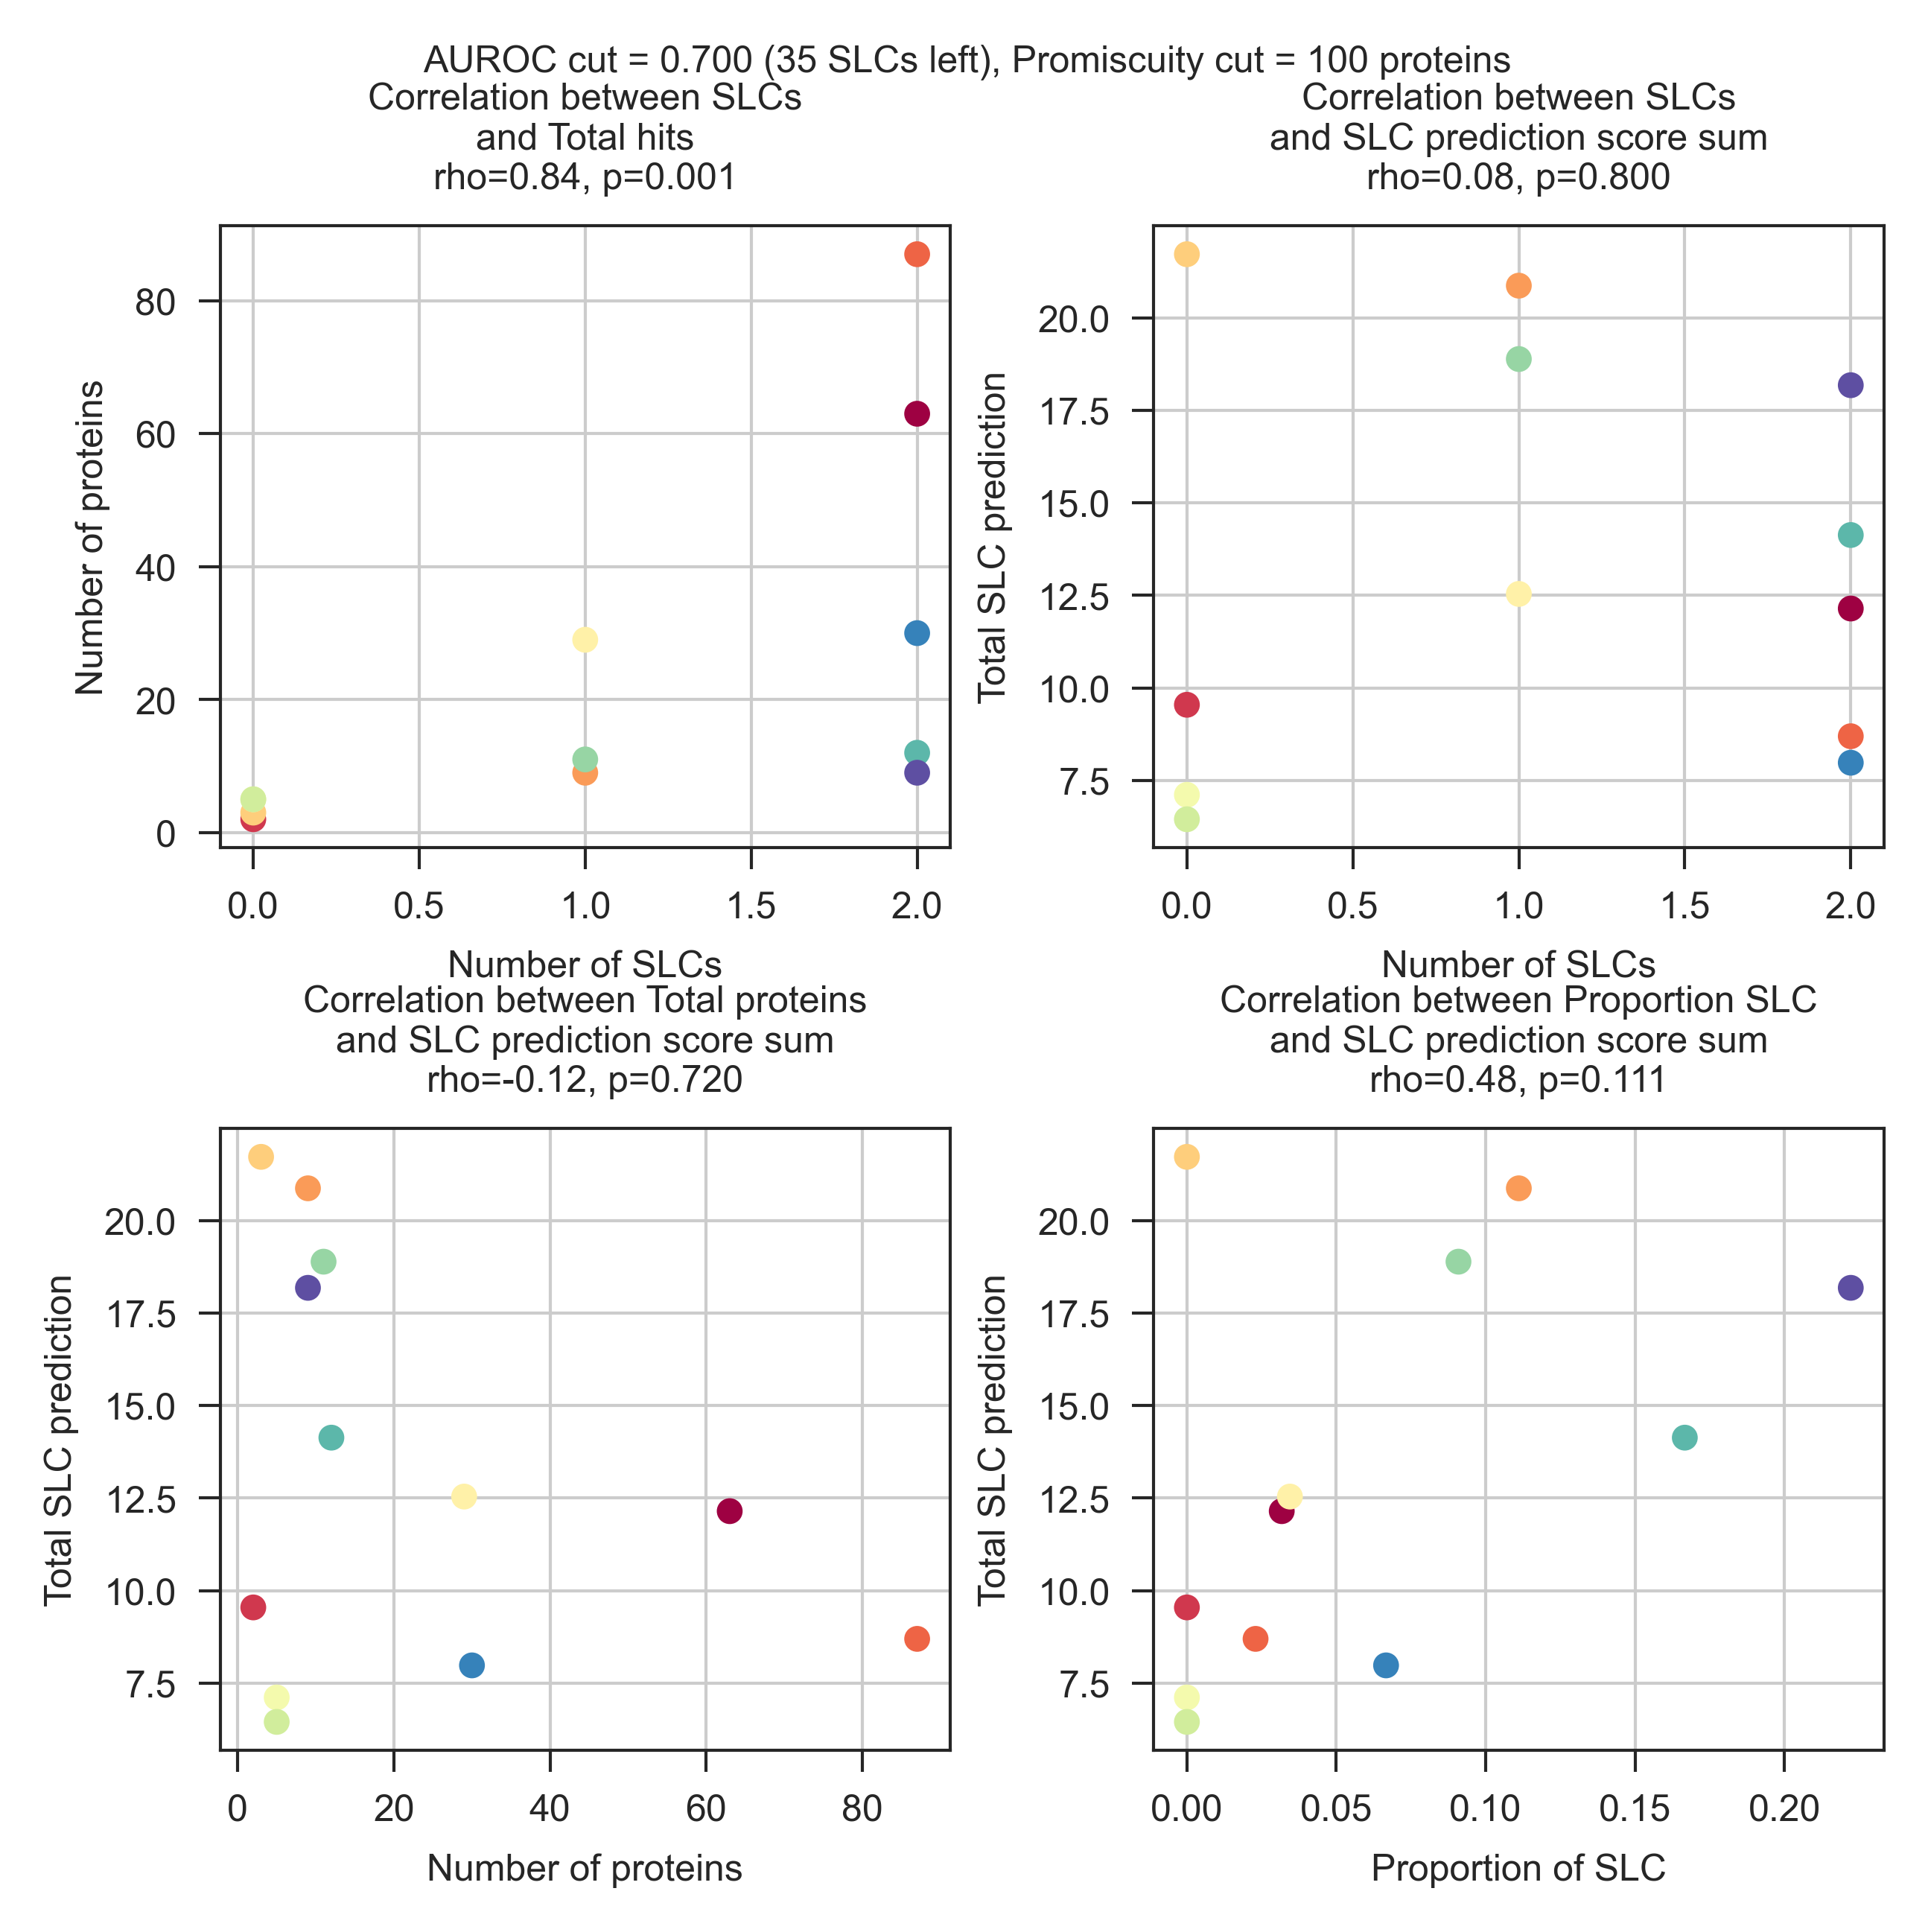 AUROC cut = 0.700 (35 SLCs left), Promiscuity cut = 100 proteins
Correlation between SLCs
and Total hits
rho=0.84, p=0.001
80
60
40
20
0
Number of proteins
0.0 0.5 1.0 1.5 2.0
Number of SLCs
Correlation between SLCs
and SLC prediction score sum
rho=0.08, p=0.800
20.0
17.5
15.0
12.5
10.0
7.5
Total SLC prediction
0.0 0.5 1.0 1.5 2.0
Number of SLCs
Correlation between Total proteins
and SLC prediction score sum
rho=-0.12, p=0.720
20.0
17.5
15.0
12.5
10.0
7.5
Total SLC prediction
0 20 40 60 80
Number of proteins
Correlation between Proportion SLC
and SLC prediction score sum
rho=0.48, p=0.111
20.0
17.5
15.0
12.5
10.0
7.5
Total SLC prediction
0.00 0.05 0.10 0.15 0.20
Proportion of SLC